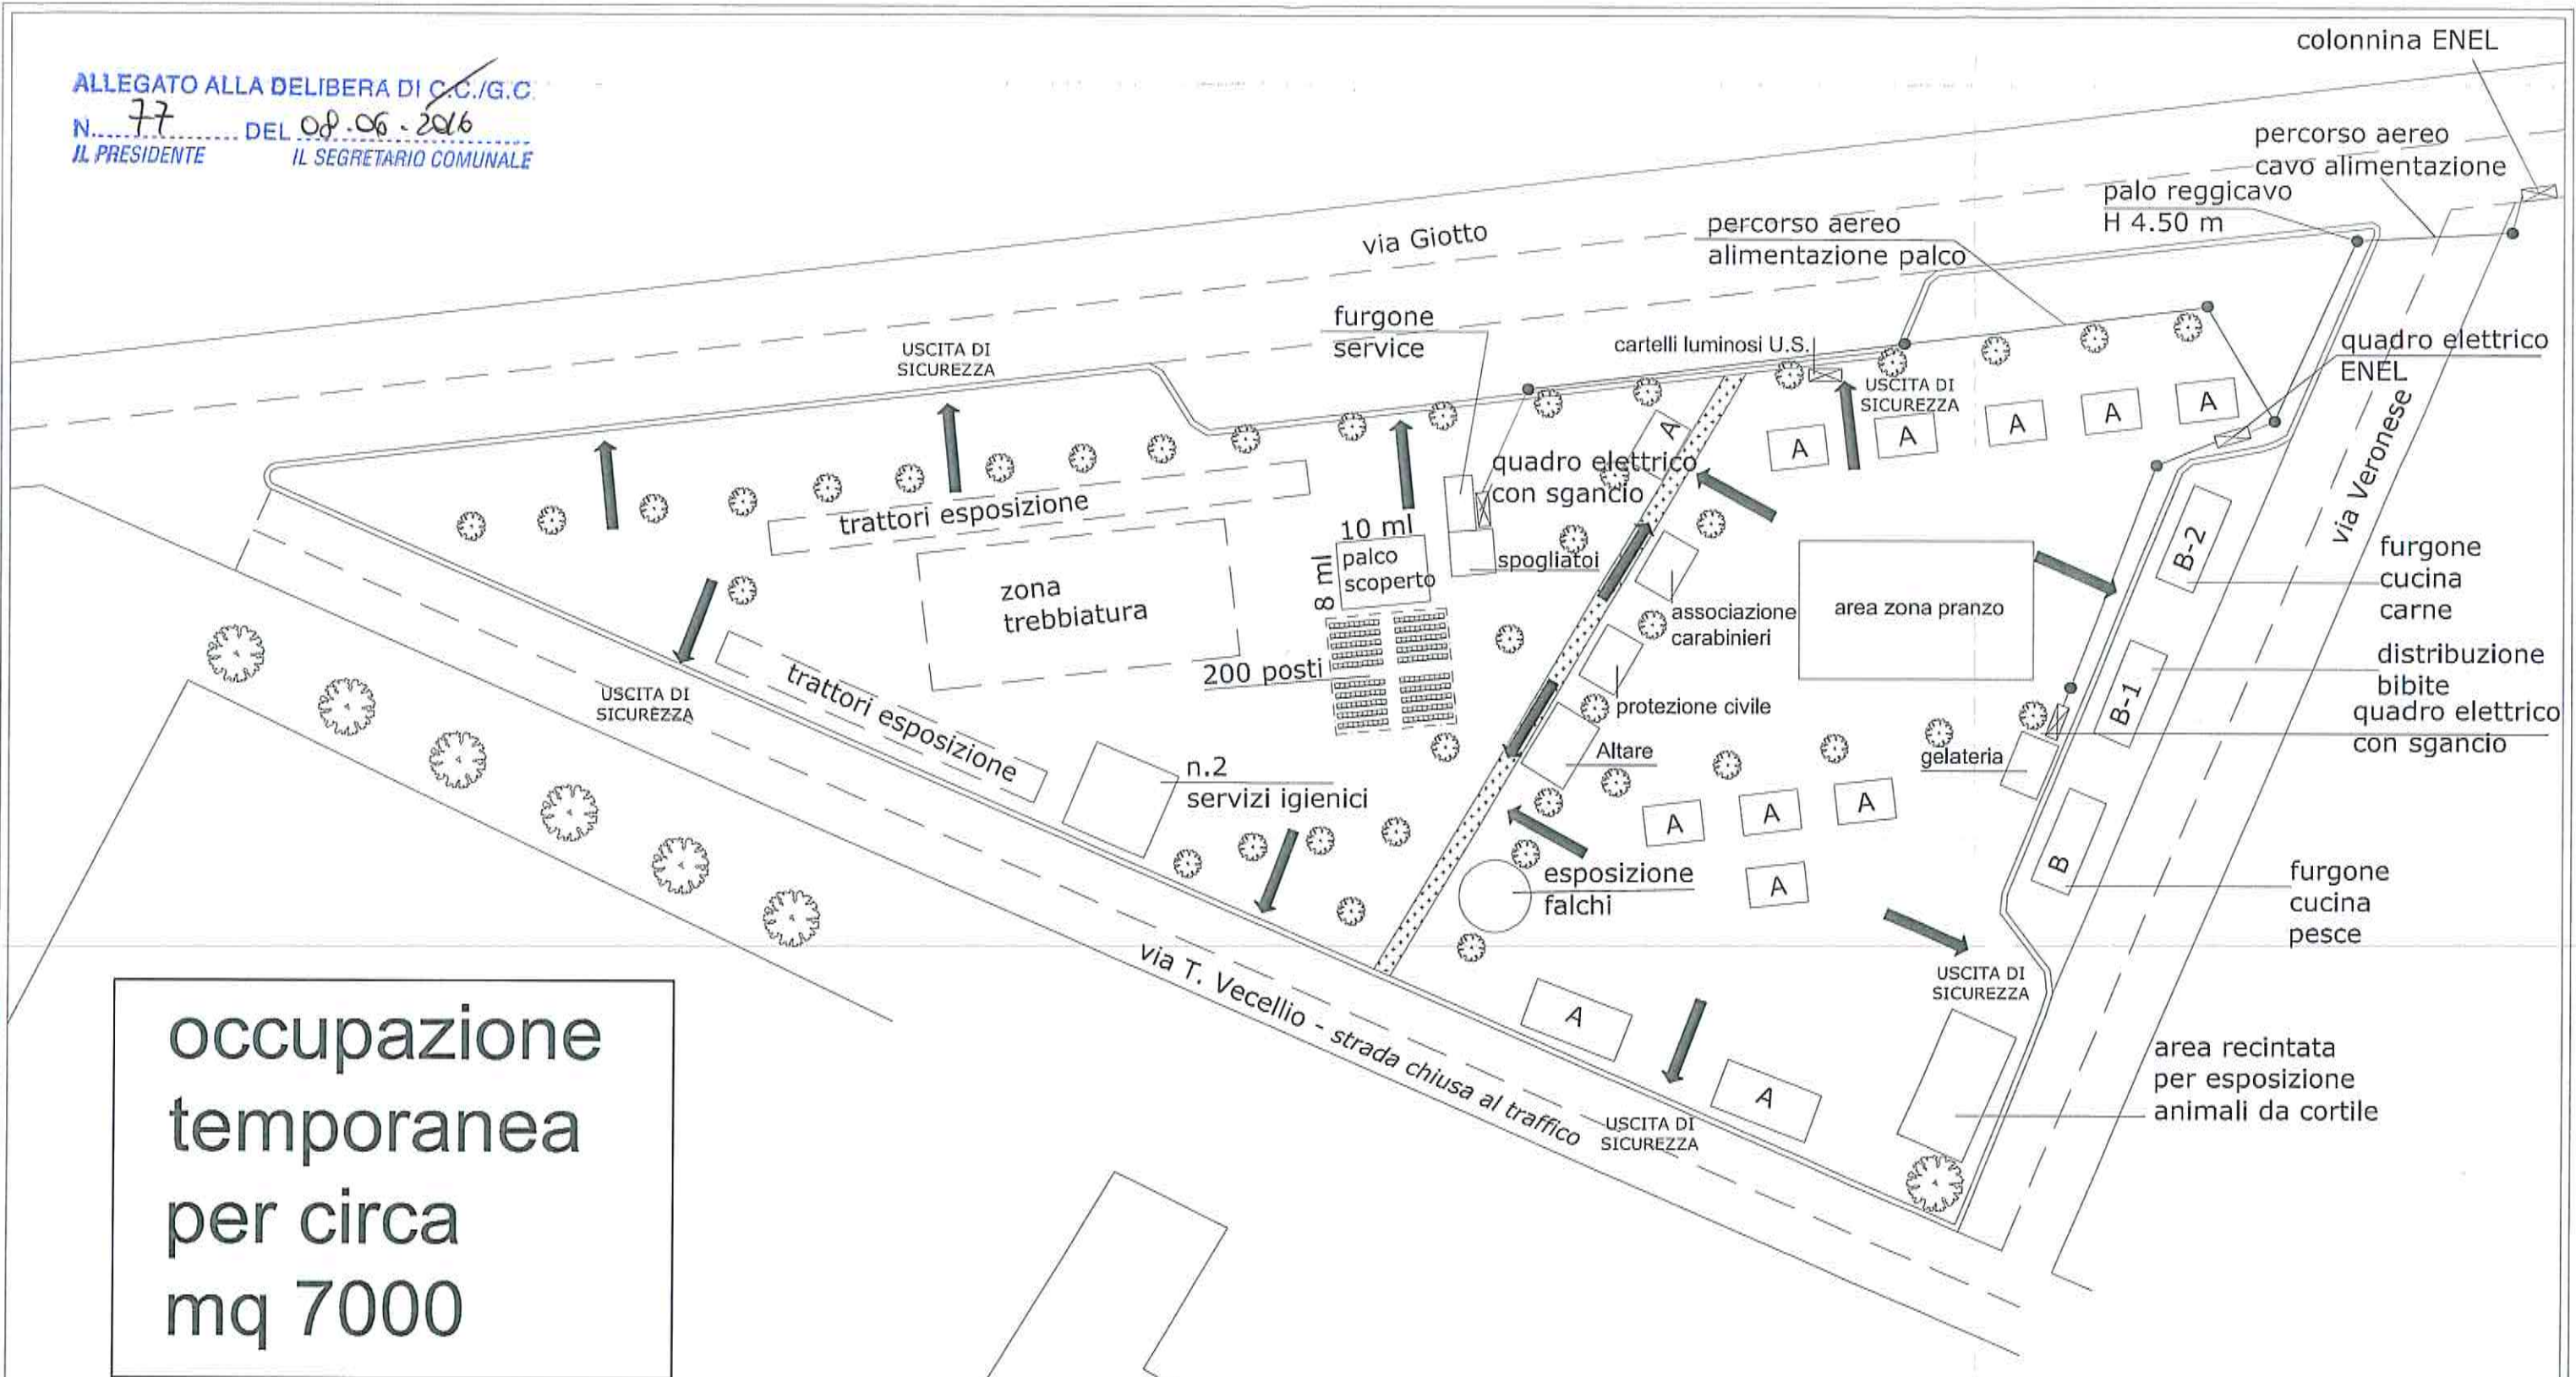 ALLEGATO ALLA DELIBERA DI C.C./G.C.
N. 77 DEL 08.06.2016
IL PRESIDENTE IL SEGRETARIO COMUNALE
colonnina ENEL
percorso aereo
cavo alimentazione
palo reggicavo
H 4.50 m
percorso aereo
alimentazione palco
via Giotto
furgone
service
cartelli luminosi U.S.
USCITA DI
SICUREZZA
USCITA DI
SICUREZZA
quadro elettrico
ENEL
via Veronese
A
A
A
A
A
A
quadro elettrico
con sgancio
trattori esposizione
10 ml
8 ml
palco
scoperto
spogliatoi
zona
trebbiatura
200 posti
associazione
carabinieri
area zona pranzo
B-2
furgone
cucina
carne
protezione civile
B-1
distribuzione
bibite
quadro elettrico
con sgancio
USCITA DI
SICUREZZA
trattori esposizione
Altare
gelateria
n.2
servizi igienici
A
A
A
A
B
furgone
cucina
pesce
esposizione
falchi
via T. Vecellio - strada chiusa al traffico
USCITA DI
SICUREZZA
A
A
USCITA DI
SICUREZZA
area recintata
per esposizione
animali da cortile
occupazione
temporanea
per circa
mq 7000